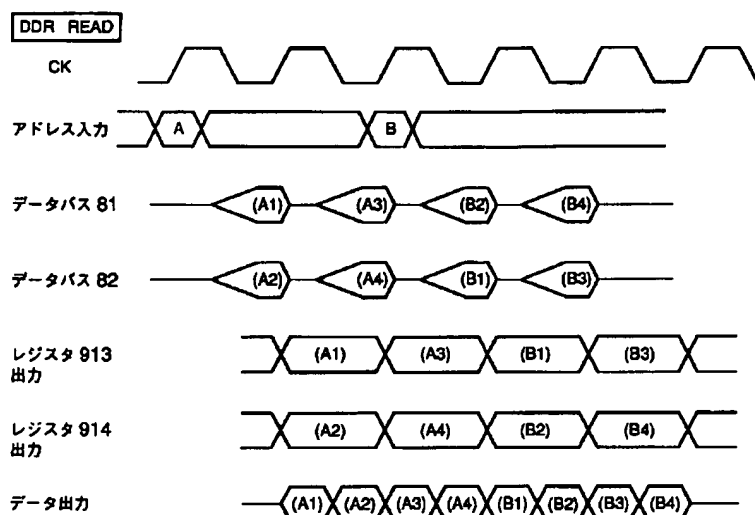 DDR READ
CK
アドレス入力 A B
データバス 81 (A1) (A3) (B2) (B4)
データバス 82 (A2) (A4) (B1) (B3)
レジスタ 913 (A1) (A3) (B1) (B3)
出力
レジスタ 914 (A2) (A4) (B2) (B4)
出力
データ出力 (A1) (A2) (A3) (A4) (B1) (B2) (B3) (B4)